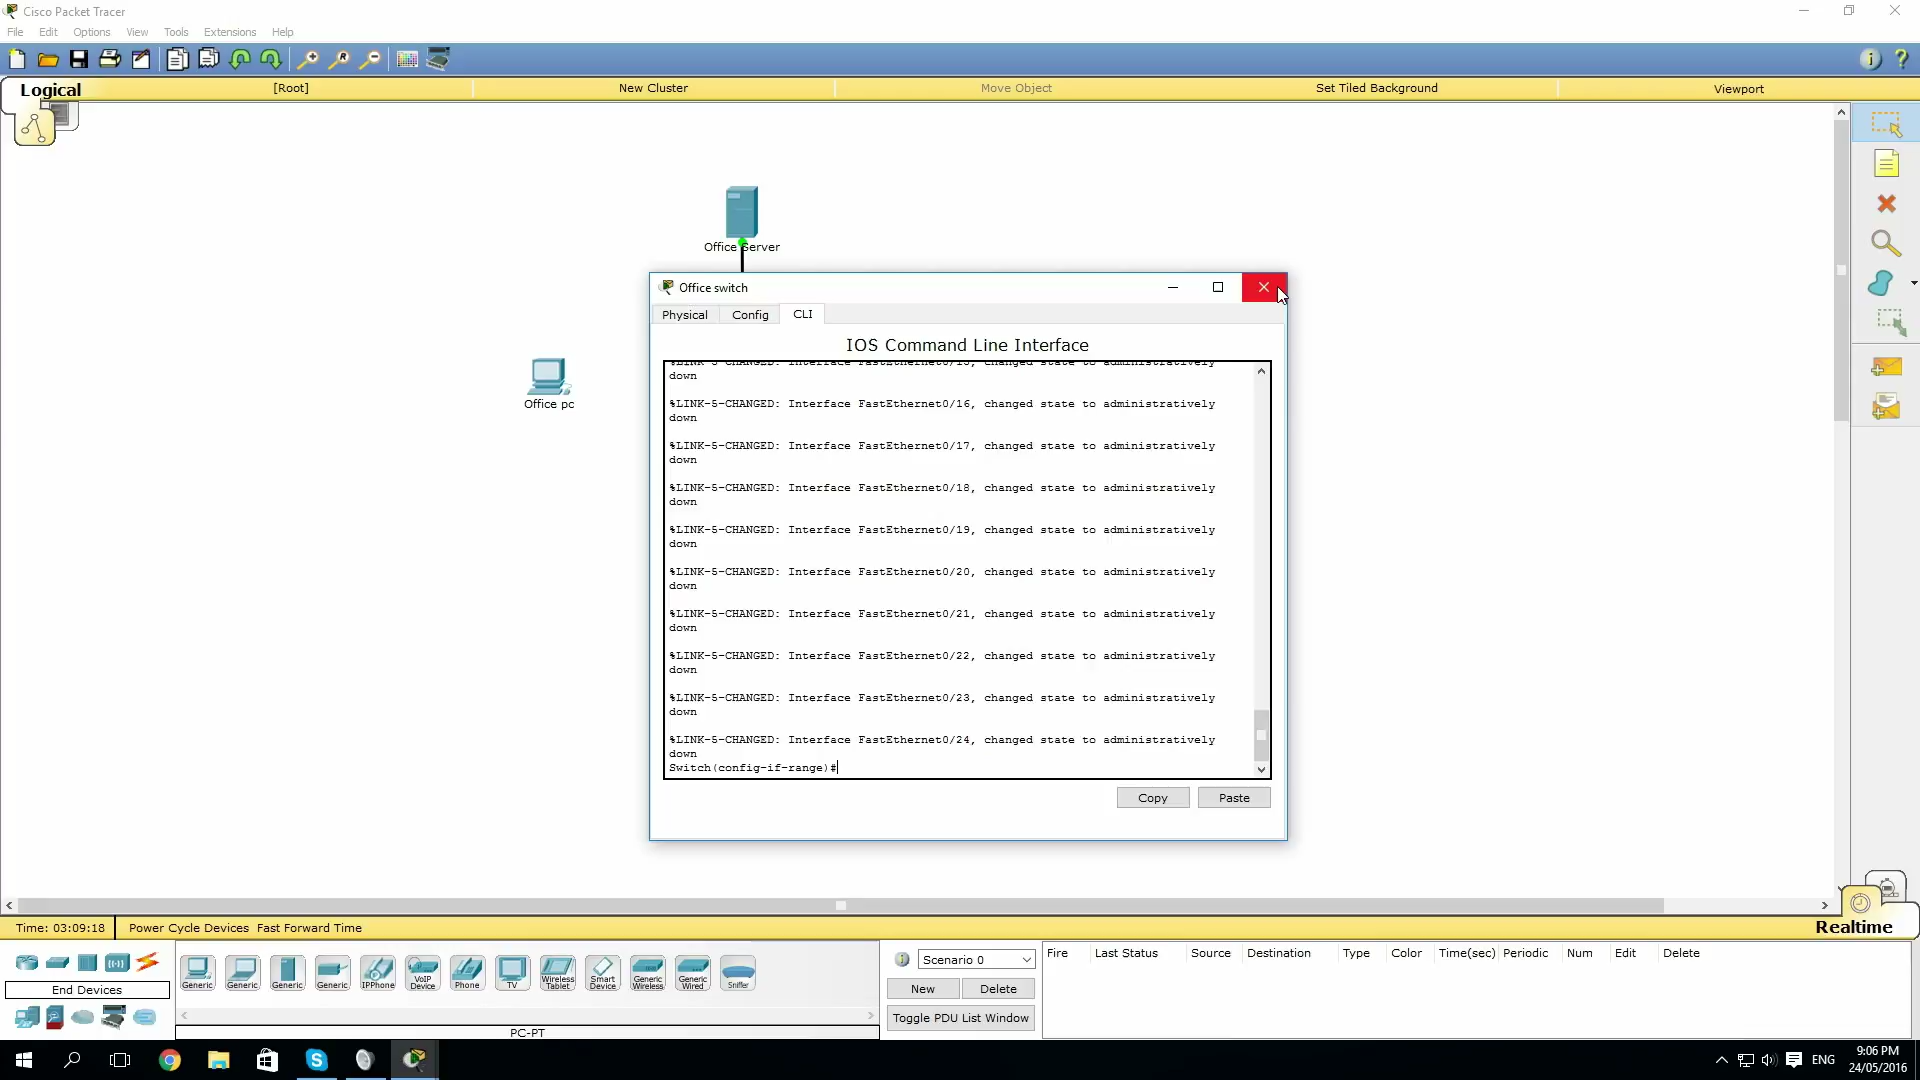 Cisco Packet Tracer
File Edit Options View Tools Extensions Help
Logical [Root] New Cluster Move Object Set Tiled Background Viewport
Office Server
Office pc
Office switch
Physical Config CLI
IOS Command Line Interface
%LINK-5-CHANGED: Interface FastEthernet0/15, changed state to administratively
down
%LINK-5-CHANGED: Interface FastEthernet0/16, changed state to administratively
down
%LINK-5-CHANGED: Interface FastEthernet0/17, changed state to administratively
down
%LINK-5-CHANGED: Interface FastEthernet0/18, changed state to administratively
down
%LINK-5-CHANGED: Interface FastEthernet0/19, changed state to administratively
down
%LINK-5-CHANGED: Interface FastEthernet0/20, changed state to administratively
down
%LINK-5-CHANGED: Interface FastEthernet0/21, changed state to administratively
down
%LINK-5-CHANGED: Interface FastEthernet0/22, changed state to administratively
down
%LINK-5-CHANGED: Interface FastEthernet0/23, changed state to administratively
down
%LINK-5-CHANGED: Interface FastEthernet0/24, changed state to administratively
down
Switch(config-if-range)#
Copy Paste
Time: 03:09:18 Power Cycle Devices Fast Forward Time Realtime
End Devices
Generic Generic Generic Generic IPPhone VoIP Device Phone TV Wireless Tablet Smart Device Generic Wireless Generic Wired Sniffer
PC-PT
Scenario 0
New Delete
Toggle PDU List Window
Fire Last Status Source Destination Type Color Time(sec) Periodic Num Edit Delete
ENG
9:06 PM
24/05/2016